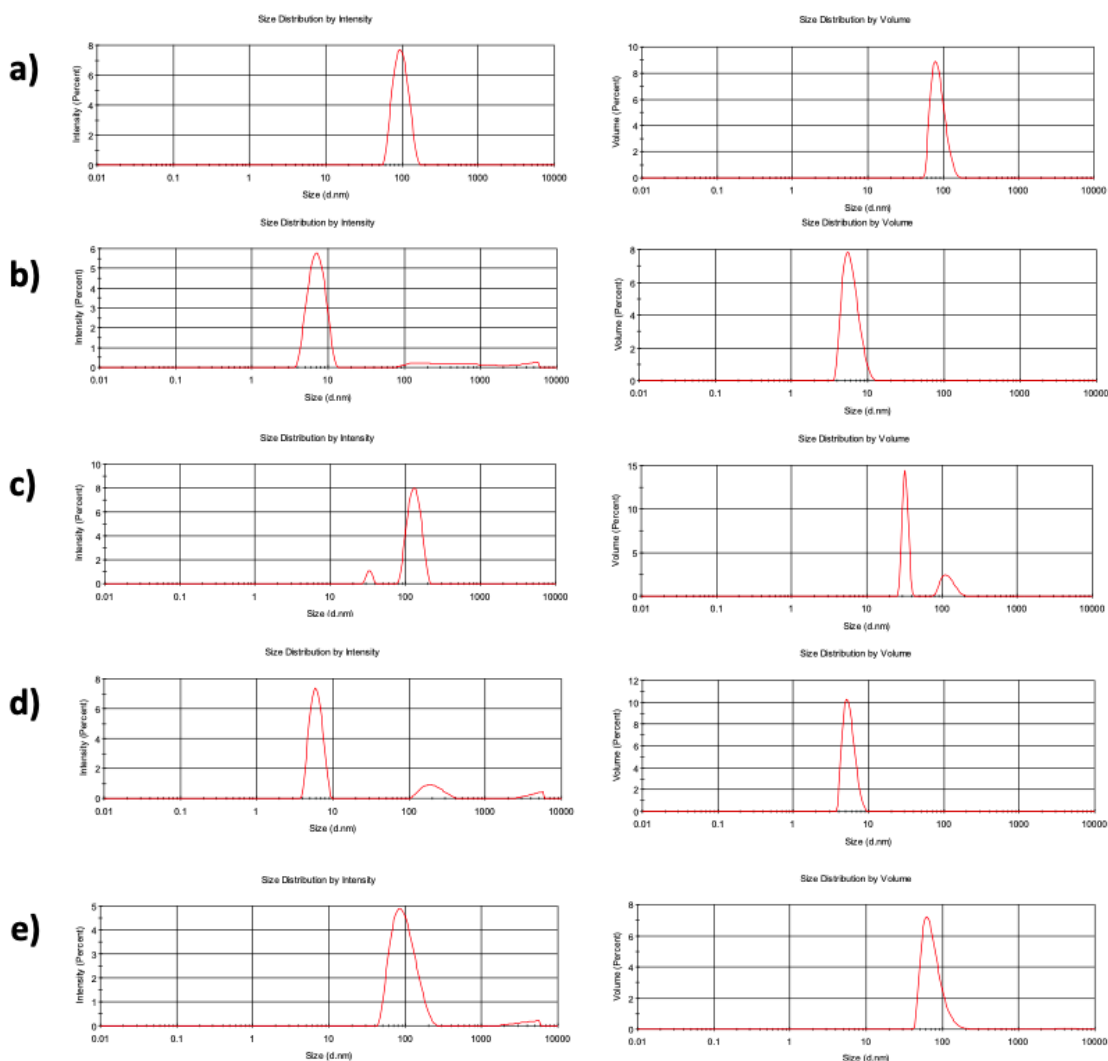 Size Distribution by Intensity
Size Distribution by Volume
a)
Intensity (Percent)
8
6
4
2
0
0.01 0.1 1 10 100 1000 10000
Size (d.nm)
Volume (Percent)
10
8
6
4
2
0
0.01 0.1 1 10 100 1000 10000
Size (d.nm)
Size Distribution by Intensity
Size Distribution by Volume
b)
Intensity (Percent)
6
5
4
3
2
1
0
0.01 0.1 1 10 100 1000 10000
Size (d.nm)
Volume (Percent)
8
6
4
2
0
0.01 0.1 1 10 100 1000 10000
Size (d.nm)
Size Distribution by Intensity
Size Distribution by Volume
c)
Intensity (Percent)
10
8
6
4
2
0
0.01 0.1 1 10 100 1000 10000
Size (d.nm)
Volume (Percent)
15
10
5
0
0.01 0.1 1 10 100 1000 10000
Size (d.nm)
Size Distribution by Intensity
Size Distribution by Volume
d)
Intensity (Percent)
8
6
4
2
0
0.01 0.1 1 10 100 1000 10000
Size (d.nm)
Volume (Percent)
12
10
8
6
4
2
0
0.01 0.1 1 10 100 1000 10000
Size (d.nm)
Size Distribution by Intensity
Size Distribution by Volume
e)
Intensity (Percent)
5
4
3
2
1
0
0.01 0.1 1 10 100 1000 10000
Size (d.nm)
Volume (Percent)
8
6
4
2
0
0.01 0.1 1 10 100 1000 10000
Size (d.nm)